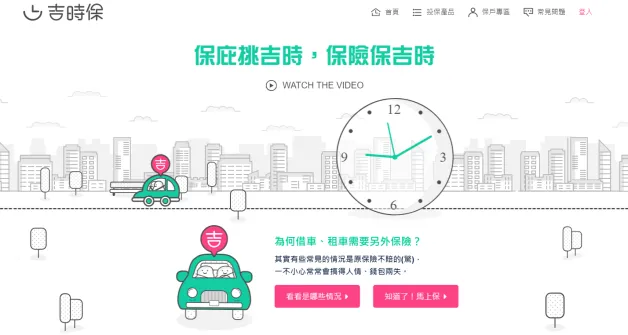 吉時保
首頁
投保產品
保戶專區
常見問題
登入
保庇挑吉時，保險保吉時
WATCH THE VIDEO
12
9
3
6
吉
吉
為何借車、租車需要另外保險？
其實有些常見的情況是原保險不賠的(驚)，
一不小心常常會搞得人情、錢包兩失。
看看是哪些情況
知道了！馬上保